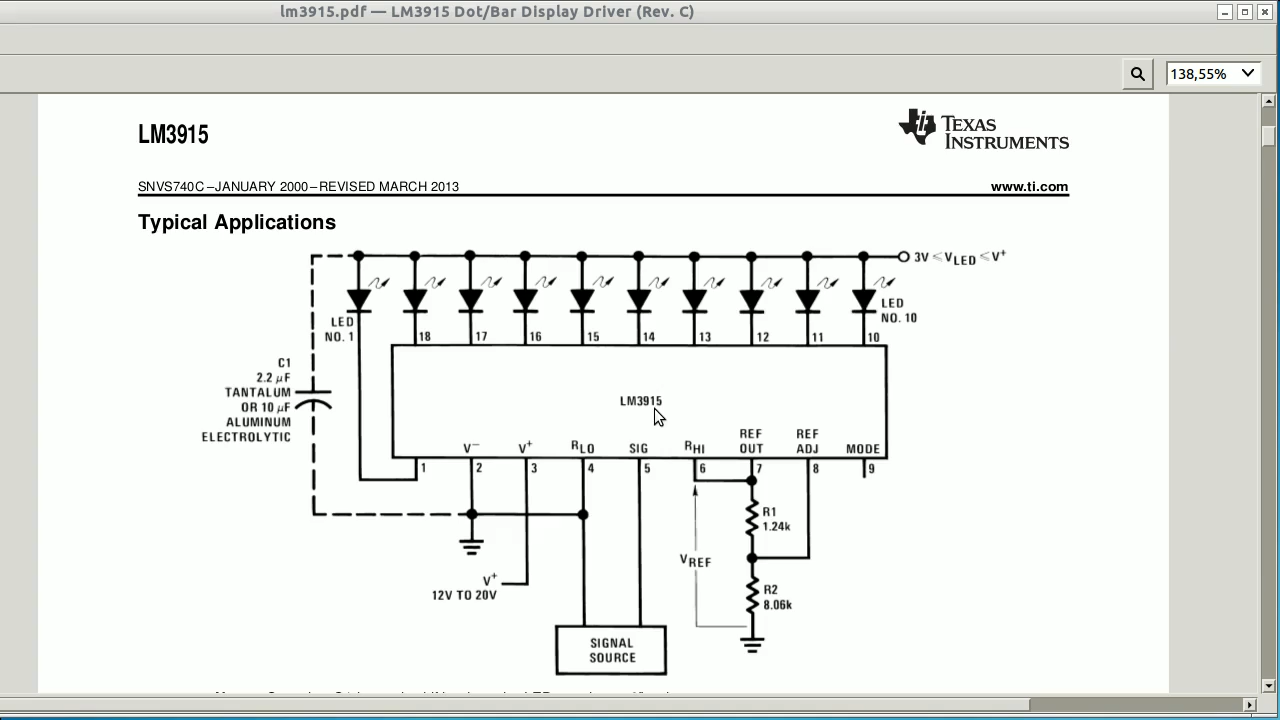 lm3915.pdf — LM3915 Dot/Bar Display Driver (Rev. C)
138,55%
LM3915
TEXAS
INSTRUMENTS
SNVS740C –JANUARY 2000–REVISED MARCH 2013
www.ti.com
Typical Applications
3V ≤ VLED ≤ V+
LED
NO. 1
LED
NO. 10
18
17
16
15
14
13
12
11
10
C1
2.2 µF
TANTALUM
OR 10 µF
ALUMINUM
ELECTROLYTIC
LM3915
V−
V+
RLO
SIG
RHI
REF
OUT
REF
ADJ
MODE
1
2
3
4
5
6
7
8
9
R1
1.24k
VREF
R2
8.06k
V+
12V TO 20V
SIGNAL
SOURCE